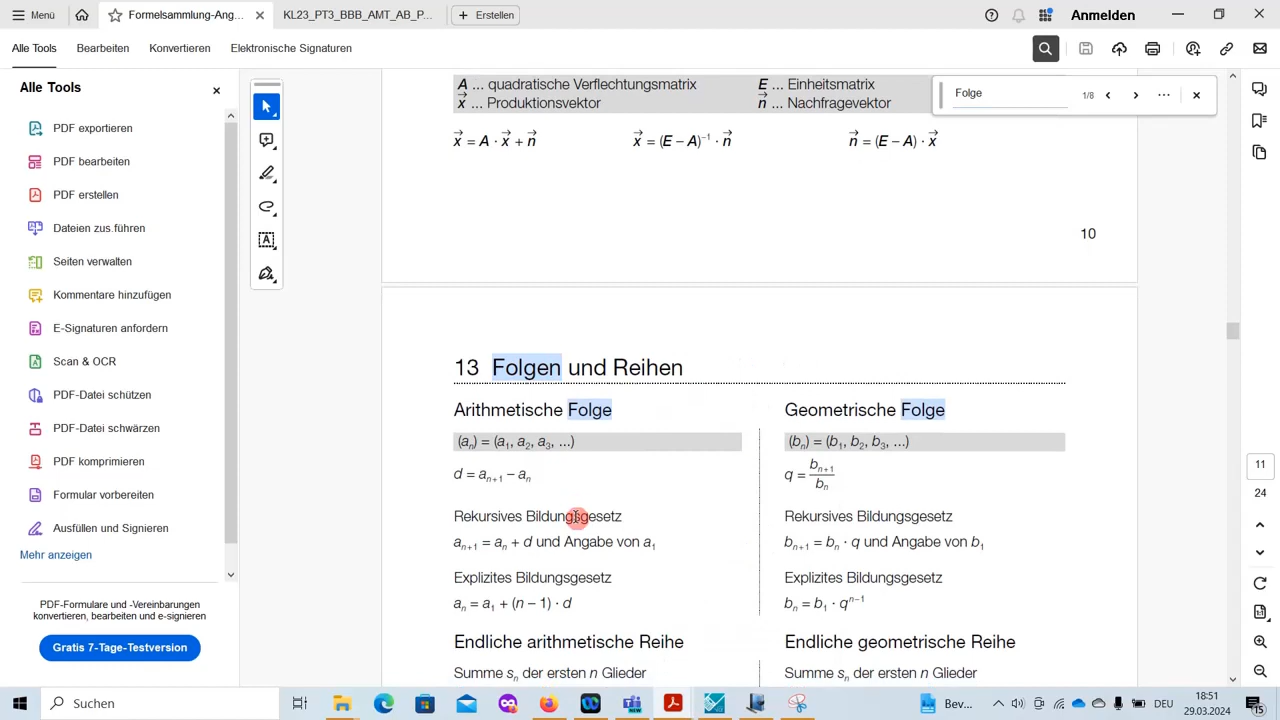 Menü
Formelsammlung-Ang...
KL23_PT3_BBB_AMT_AB_P...
Erstellen
Anmelden
Alle Tools
Bearbeiten
Konvertieren
Elektronische Signaturen
Alle Tools
PDF exportieren
PDF bearbeiten
PDF erstellen
Dateien zus.führen
Seiten verwalten
Kommentare hinzufügen
E-Signaturen anfordern
Scan & OCR
PDF-Datei schützen
PDF-Datei schwärzen
PDF komprimieren
Formular vorbereiten
Ausfüllen und Signieren
Mehr anzeigen
PDF-Formulare und -Vereinbarungen
konvertieren, bearbeiten und e-signieren
Gratis 7-Tage-Testversion
Folge
1/8
A ... quadratische Verflechtungsmatrix
E ... Einheitsmatrix
x⃗ ... Produktionsvektor
n⃗ ... Nachfragevektor
x⃗ = A · x⃗ + n⃗
x⃗ = (E – A)⁻¹ · n⃗
n⃗ = (E – A) · x⃗
10
13 Folgen und Reihen
Arithmetische Folge
(aₙ) = (a₁, a₂, a₃, ...)
d = aₙ₊₁ – aₙ
Rekursives Bildungsgesetz
aₙ₊₁ = aₙ + d und Angabe von a₁
Explizites Bildungsgesetz
aₙ = a₁ + (n – 1) · d
Endliche arithmetische Reihe
Summe sₙ der ersten n Glieder
Geometrische Folge
(bₙ) = (b₁, b₂, b₃, ...)
q = bₙ₊₁ / bₙ
Rekursives Bildungsgesetz
bₙ₊₁ = bₙ · q und Angabe von b₁
Explizites Bildungsgesetz
bₙ = b₁ · qⁿ⁻¹
Endliche geometrische Reihe
Summe sₙ der ersten n Glieder
11
24
Suchen
Bev...
DEU
18:51
29.03.2024
15